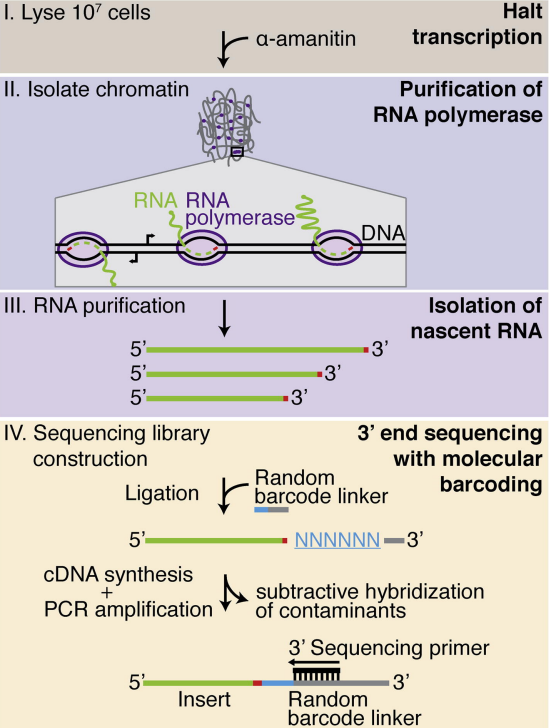 I. Lyse 10⁷ cells
Halt
transcription
α-amanitin
II. Isolate chromatin
Purification of
RNA polymerase
RNA RNA
polymerase
DNA
III. RNA purification
Isolation of
nascent RNA
5’ 3’
5’ 3’
5’ 3’
IV. Sequencing library
construction
3’ end sequencing
with molecular
barcoding
Ligation
Random
barcode linker
5’ NNNNNN 3’
cDNA synthesis
+
PCR amplification
subtractive hybridization
of contaminants
3’ Sequencing primer
5’ 3’
Insert
Random
barcode linker